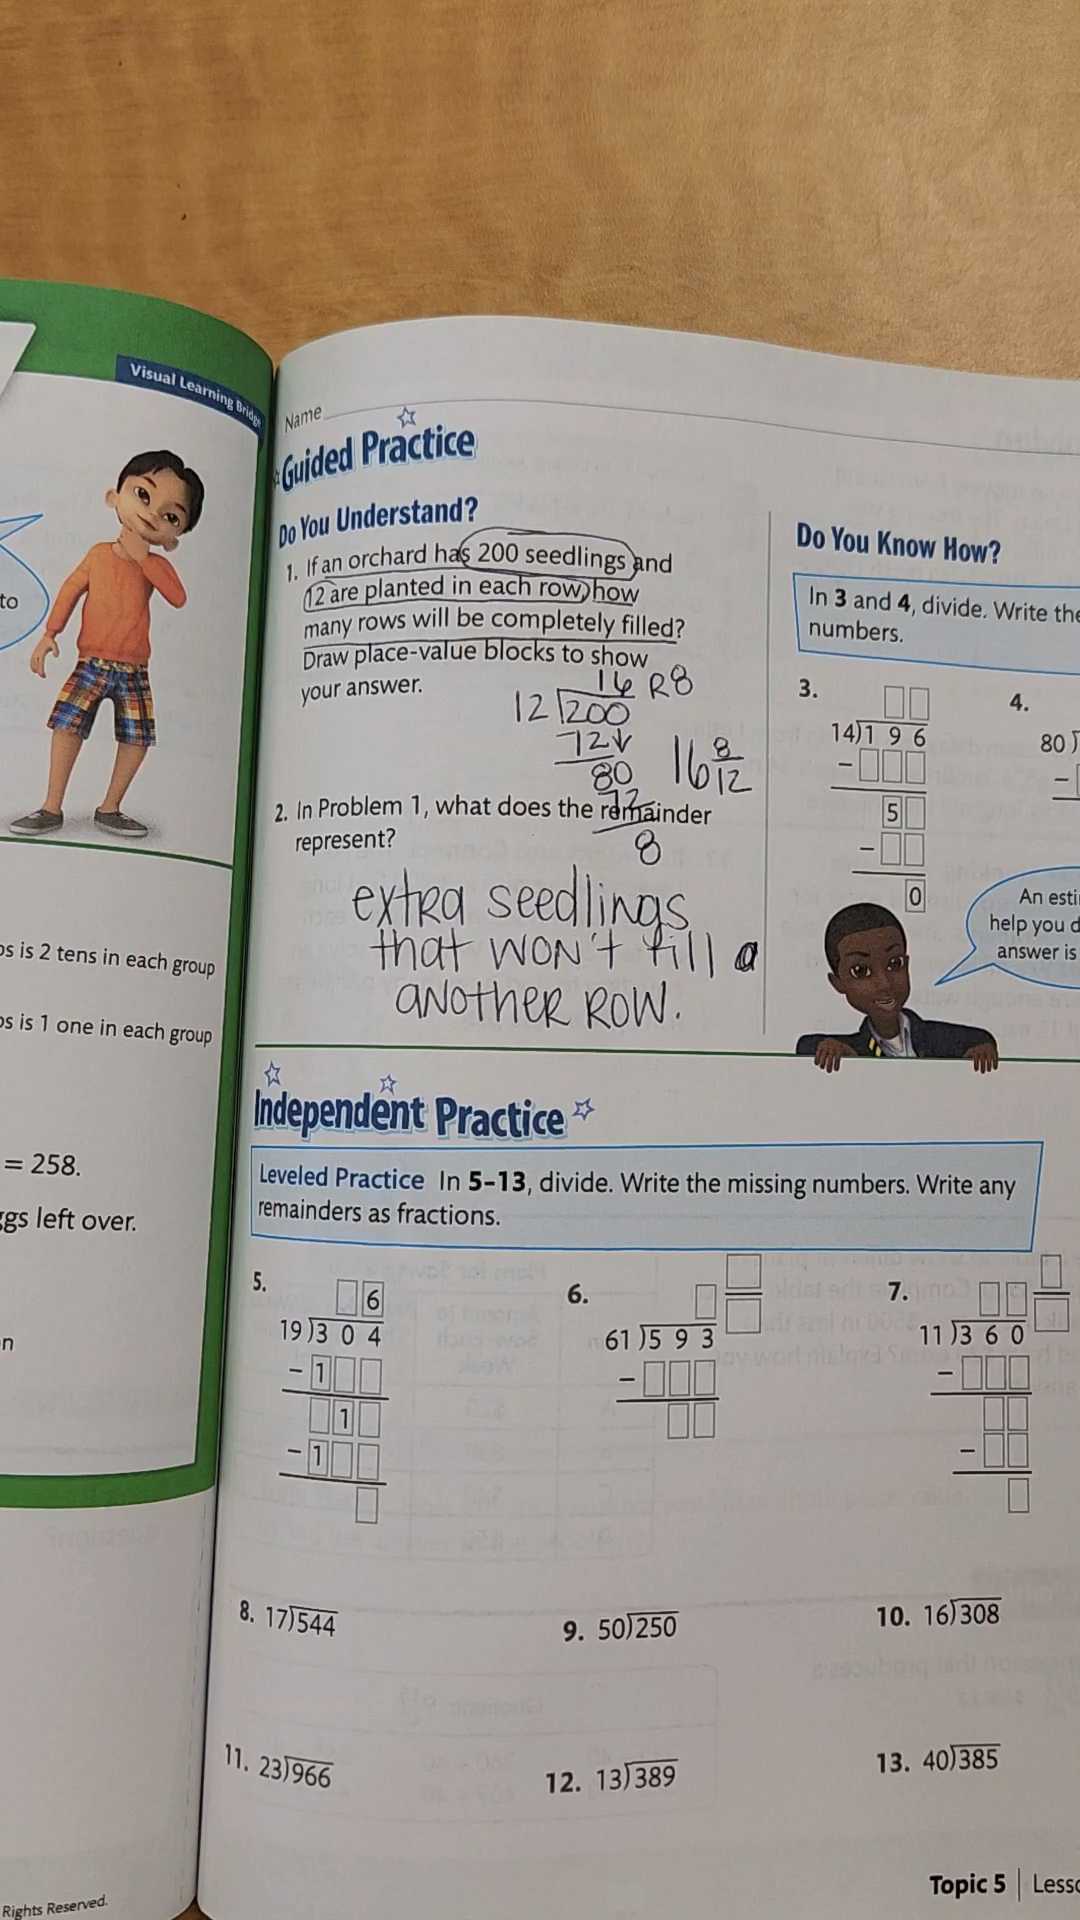 Visual Learning Bridge
to
os is 2 tens in each group
os is 1 one in each group
= 258.
ggs left over.
n
Rights Reserved.
Name
Guided Practice
Do You Understand?
1. If an orchard has 200 seedlings and
12 are planted in each row, how
many rows will be completely filled?
Draw place-value blocks to show
your answer.
16 R8
12 200
12
80
72
8
16 8/12
2. In Problem 1, what does the remainder
represent?
extra seedlings
that won't fill
another row.
Do You Know How?
In 3 and 4, divide. Write the
numbers.
3.
14)1 9 6
−
5
−
0
4.
80)
−
An esti
help you d
answer is
Independent Practice
Leveled Practice In 5–13, divide. Write the missing numbers. Write any
remainders as fractions.
5.
6
19)3 0 4
− 1
1
− 1
6.
61)5 9 3
−
7.
11)3 6 0
−
−
8. 17)544
9. 50)250
10. 16)308
11. 23)966
12. 13)389
13. 40)385
Topic 5 | Lesso